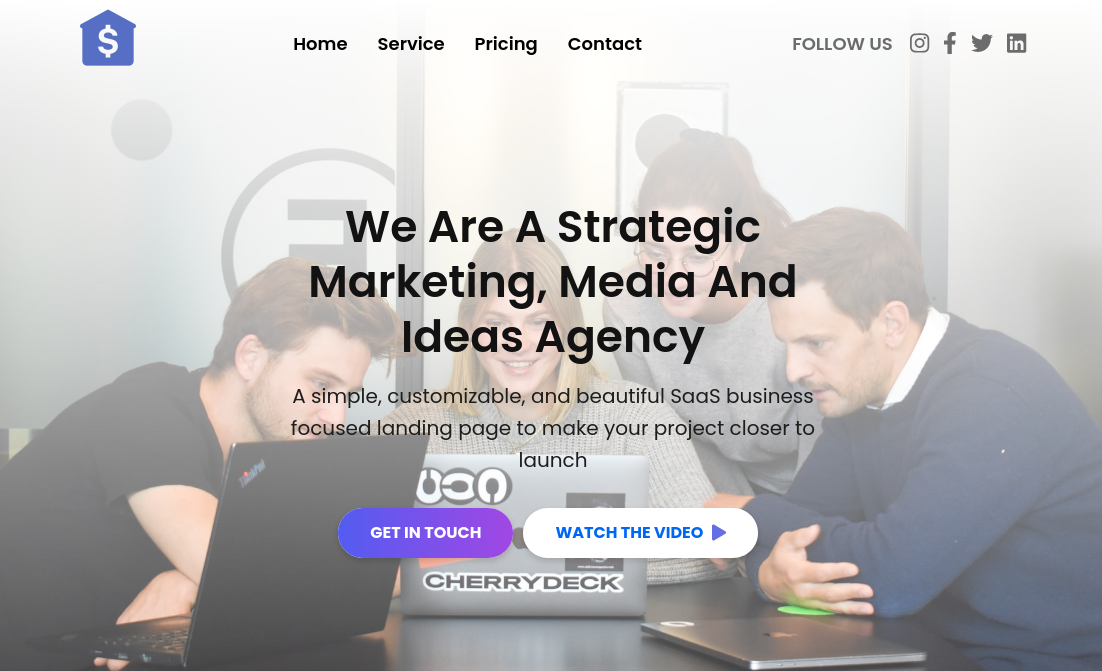 $
Home Service Pricing Contact FOLLOW US
We Are A Strategic
Marketing, Media And
Ideas Agency
A simple, customizable, and beautiful SaaS business
focused landing page to make your project closer to
launch
GET IN TOUCH WATCH THE VIDEO
ThinkPad
CHERRYDECK